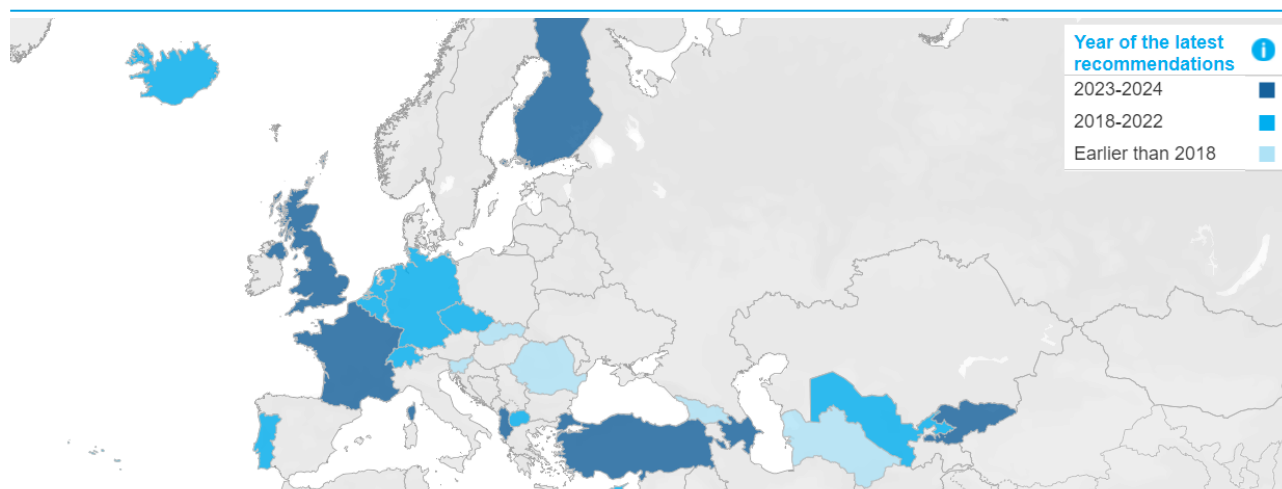 Year of the latest
recommendations
i
2023-2024
2018-2022
Earlier than 2018